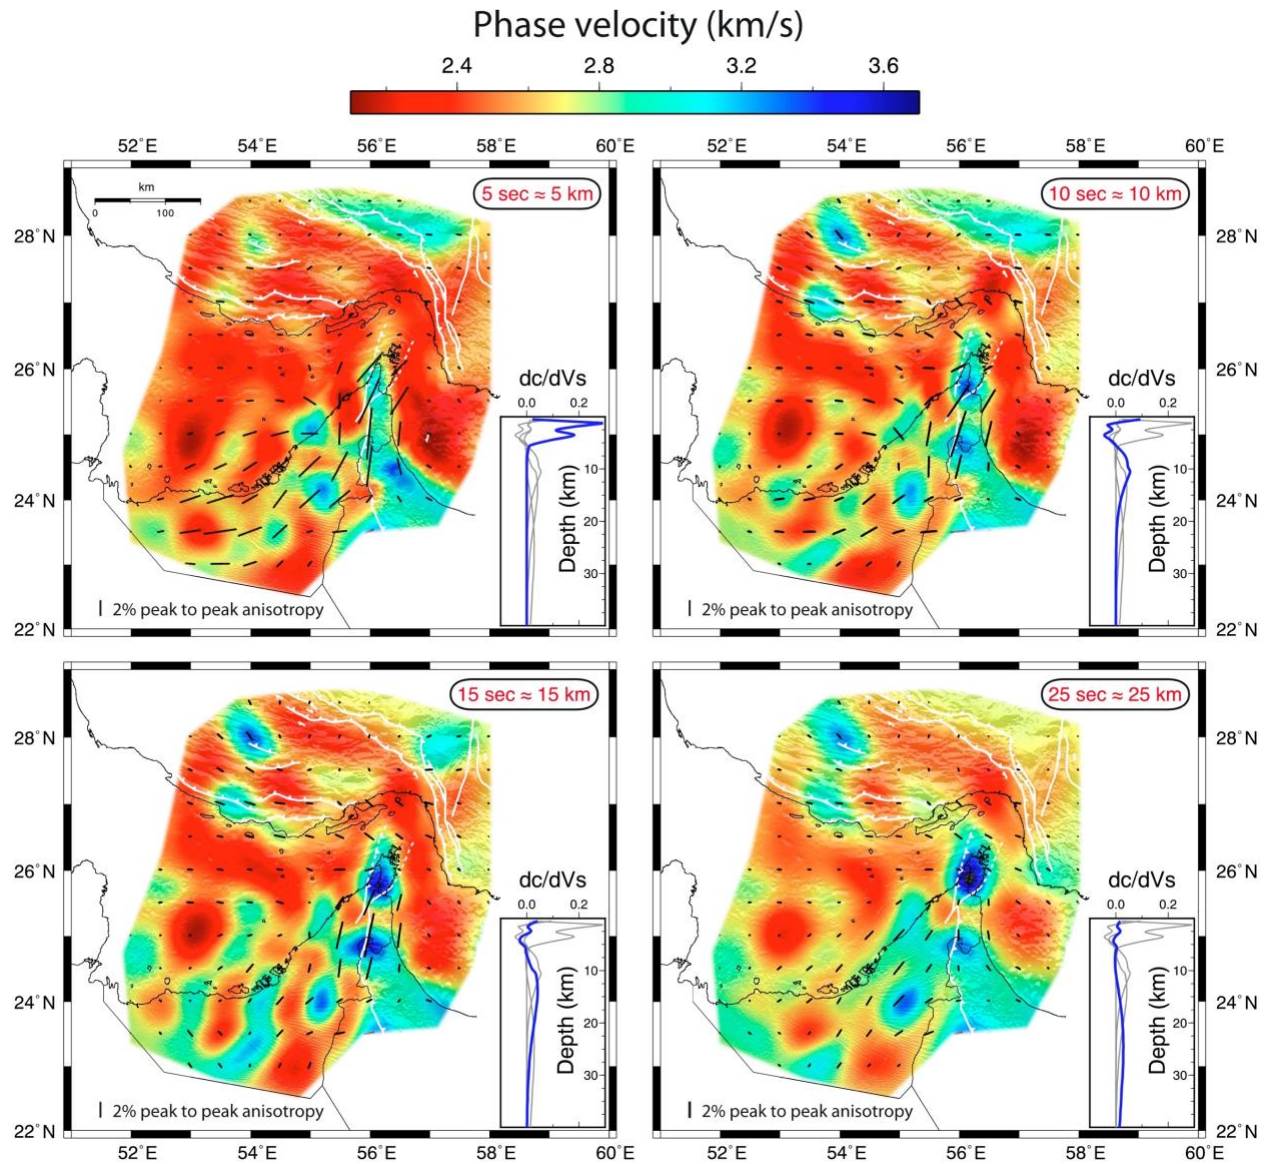 Phase velocity (km/s)
2.4 2.8 3.2 3.6
52˚E 54˚E 56˚E 58˚E 60˚E 52˚E 54˚E 56˚E 58˚E 60˚E
km
0 100
5 sec ≈ 5 km
10 sec ≈ 10 km
28˚N 28˚N
26˚N 26˚N
dc/dVs dc/dVs
0.0 0.2 0.0 0.2
24˚N 24˚N
10 10
20 20
30 30
Depth (km) Depth (km)
2% peak to peak anisotropy 2% peak to peak anisotropy
22˚N 22˚N
15 sec ≈ 15 km
25 sec ≈ 25 km
28˚N 28˚N
26˚N 26˚N
dc/dVs dc/dVs
0.0 0.2 0.0 0.2
24˚N 24˚N
10 10
20 20
30 30
Depth (km) Depth (km)
2% peak to peak anisotropy 2% peak to peak anisotropy
22˚N 22˚N
52˚E 54˚E 56˚E 58˚E 60˚E 52˚E 54˚E 56˚E 58˚E 60˚E